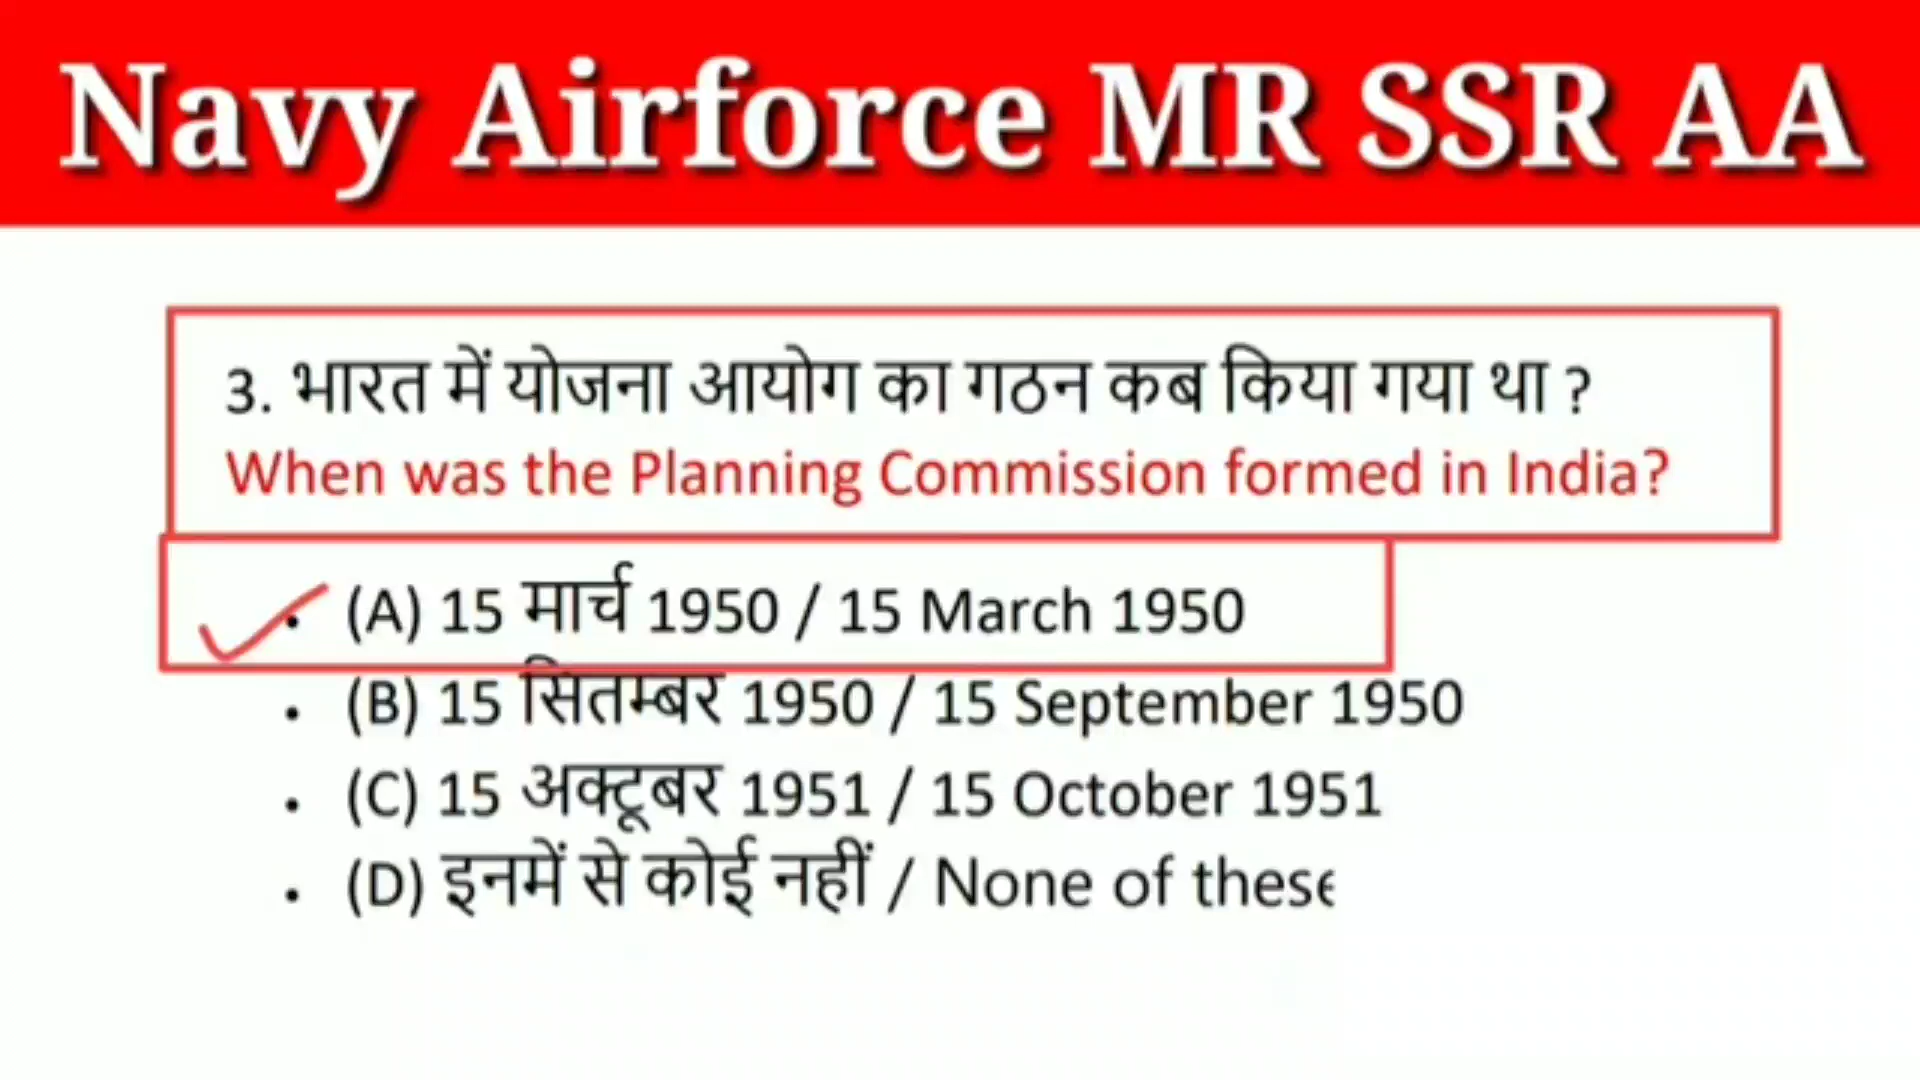 Navy Airforce MR SSR AA
3. भारत में योजना आयोग का गठन कब किया गया था ?
When was the Planning Commission formed in India?
• (A) 15 मार्च 1950 / 15 March 1950
• (B) 15 सितम्बर 1950 / 15 September 1950
• (C) 15 अक्टूबर 1951 / 15 October 1951
• (D) इनमें से कोई नहीं / None of these